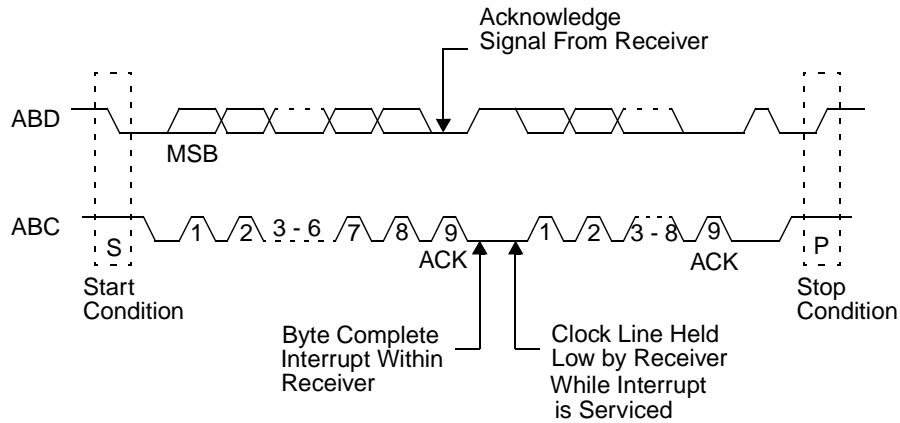 Acknowledge
Signal From Receiver
ABD
MSB
ABC
S
1
2
3 - 6
7
8
9
1
2
3 - 8
9
P
ACK
ACK
Start
Condition
Stop
Condition
Byte Complete
Interrupt Within
Receiver
Clock Line Held
Low by Receiver
While Interrupt
is Serviced